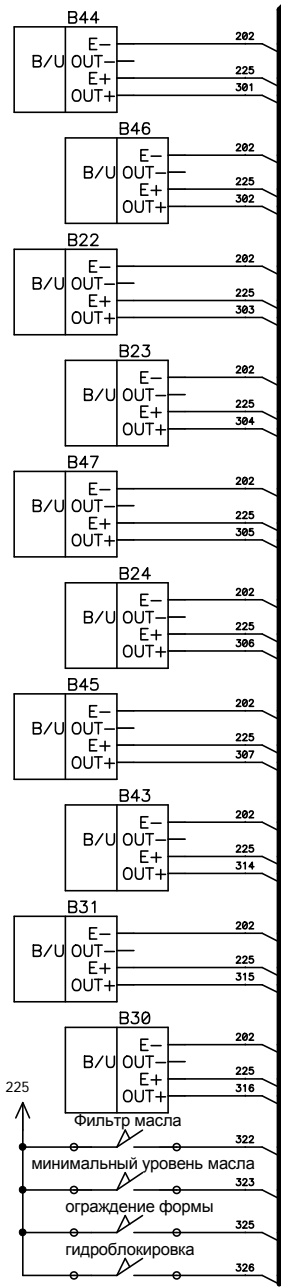 B44
E- 202
B/U OUT-
E+ 225
OUT+ 301
B46
E- 202
B/U OUT-
E+ 225
OUT+ 302
B22
E- 202
B/U OUT-
E+ 225
OUT+ 303
B23
E- 202
B/U OUT-
E+ 225
OUT+ 304
B47
E- 202
B/U OUT-
E+ 225
OUT+ 305
B24
E- 202
B/U OUT-
E+ 225
OUT+ 306
B45
E- 202
B/U OUT-
E+ 225
OUT+ 307
B43
E- 202
B/U OUT-
E+ 225
OUT+ 314
B31
E- 202
B/U OUT-
E+ 225
OUT+ 315
B30
E- 202
B/U OUT-
E+ 225
OUT+ 316
225
Фильтр масла
322
минимальный уровень масла
323
ограждение формы
325
гидроблокировка
326